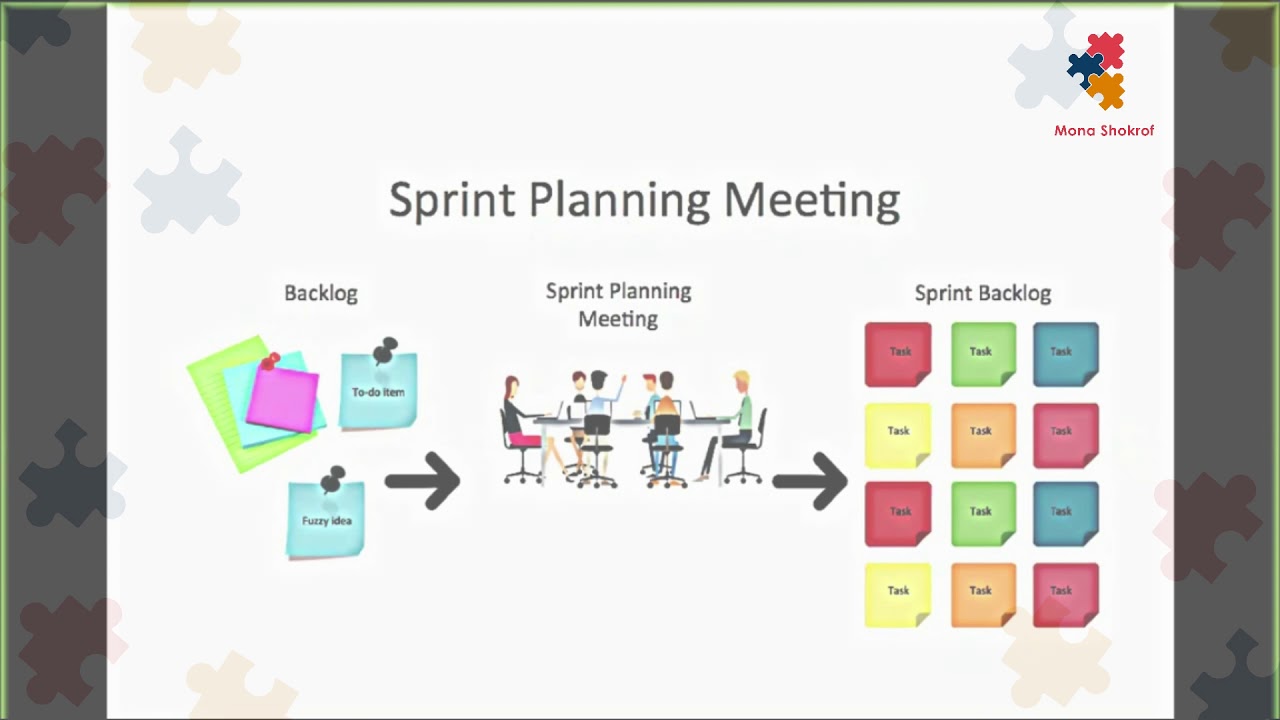 Mona Shokrof
Sprint Planning Meeting
Backlog
Sprint Planning
Meeting
Sprint Backlog
To-do Item
Fuzzy idea
Task Task Task
Task Task Task
Task Task Task
Task Task Task